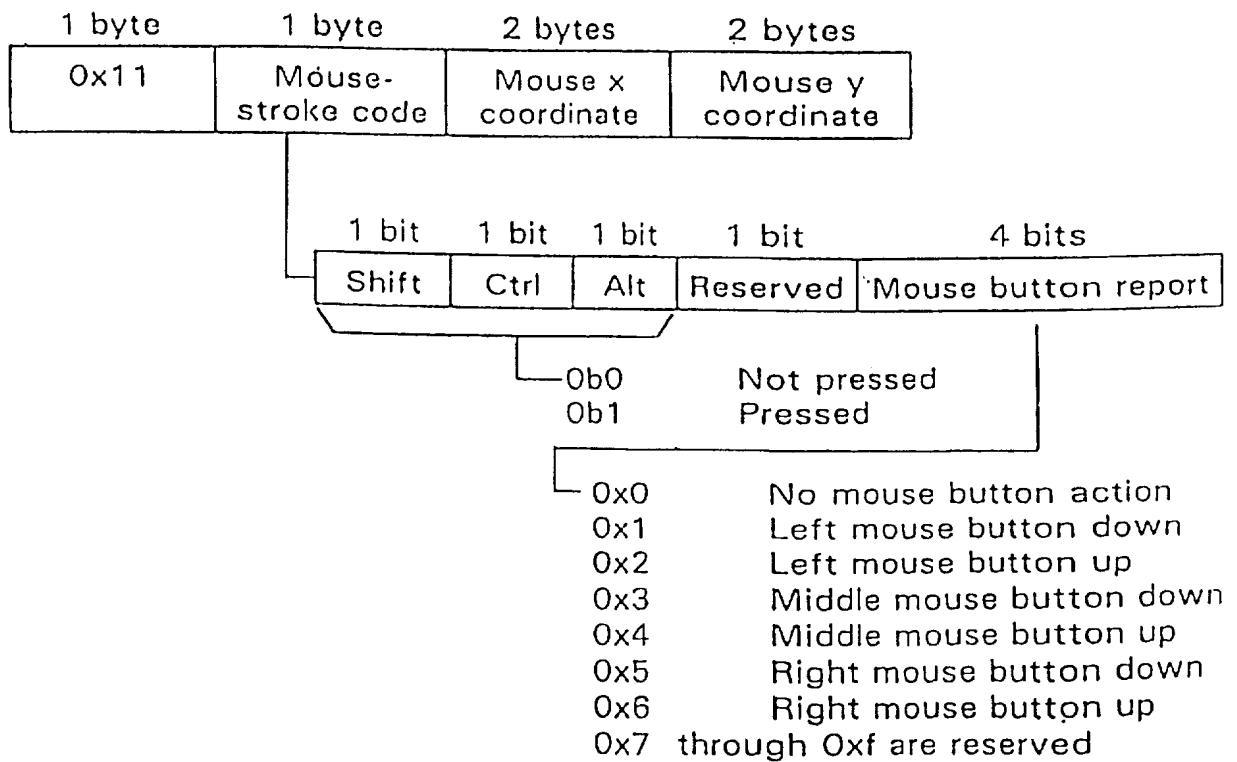 1 byte 1 byte 2 bytes 2 bytes
0x11 Mouse- Mouse x Mouse y
stroke code coordinate coordinate
1 bit 1 bit 1 bit 1 bit 4 bits
Shift Ctrl Alt Reserved Mouse button report
0b0 Not pressed
0b1 Pressed
0x0 No mouse button action
0x1 Left mouse button down
0x2 Left mouse button up
0x3 Middle mouse button down
0x4 Middle mouse button up
0x5 Right mouse button down
0x6 Right mouse button up
0x7 through 0xf are reserved